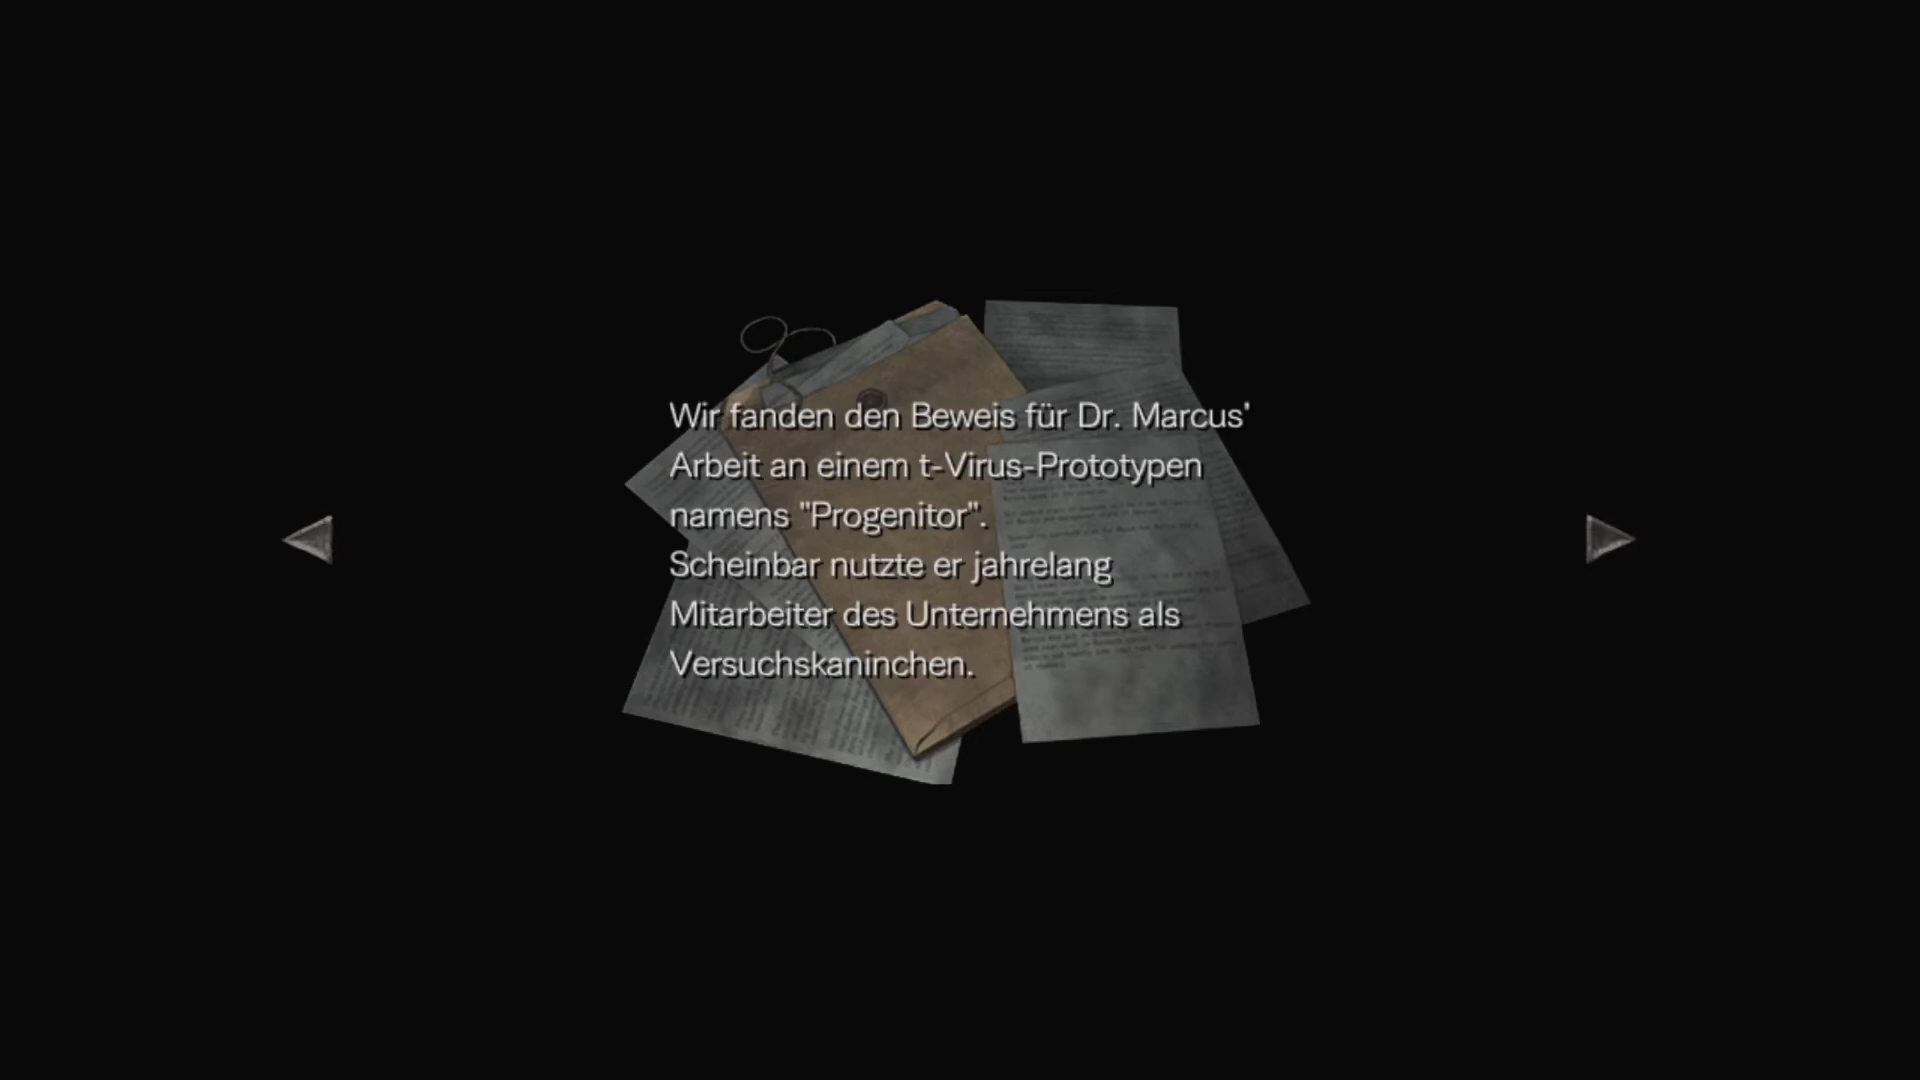 Wir fanden den Beweis für Dr. Marcus'
Arbeit an einem t-Virus-Prototypen
namens "Progenitor".
Scheinbar nutzte er jahrelang
Mitarbeiter des Unternehmens als
Versuchskaninchen.